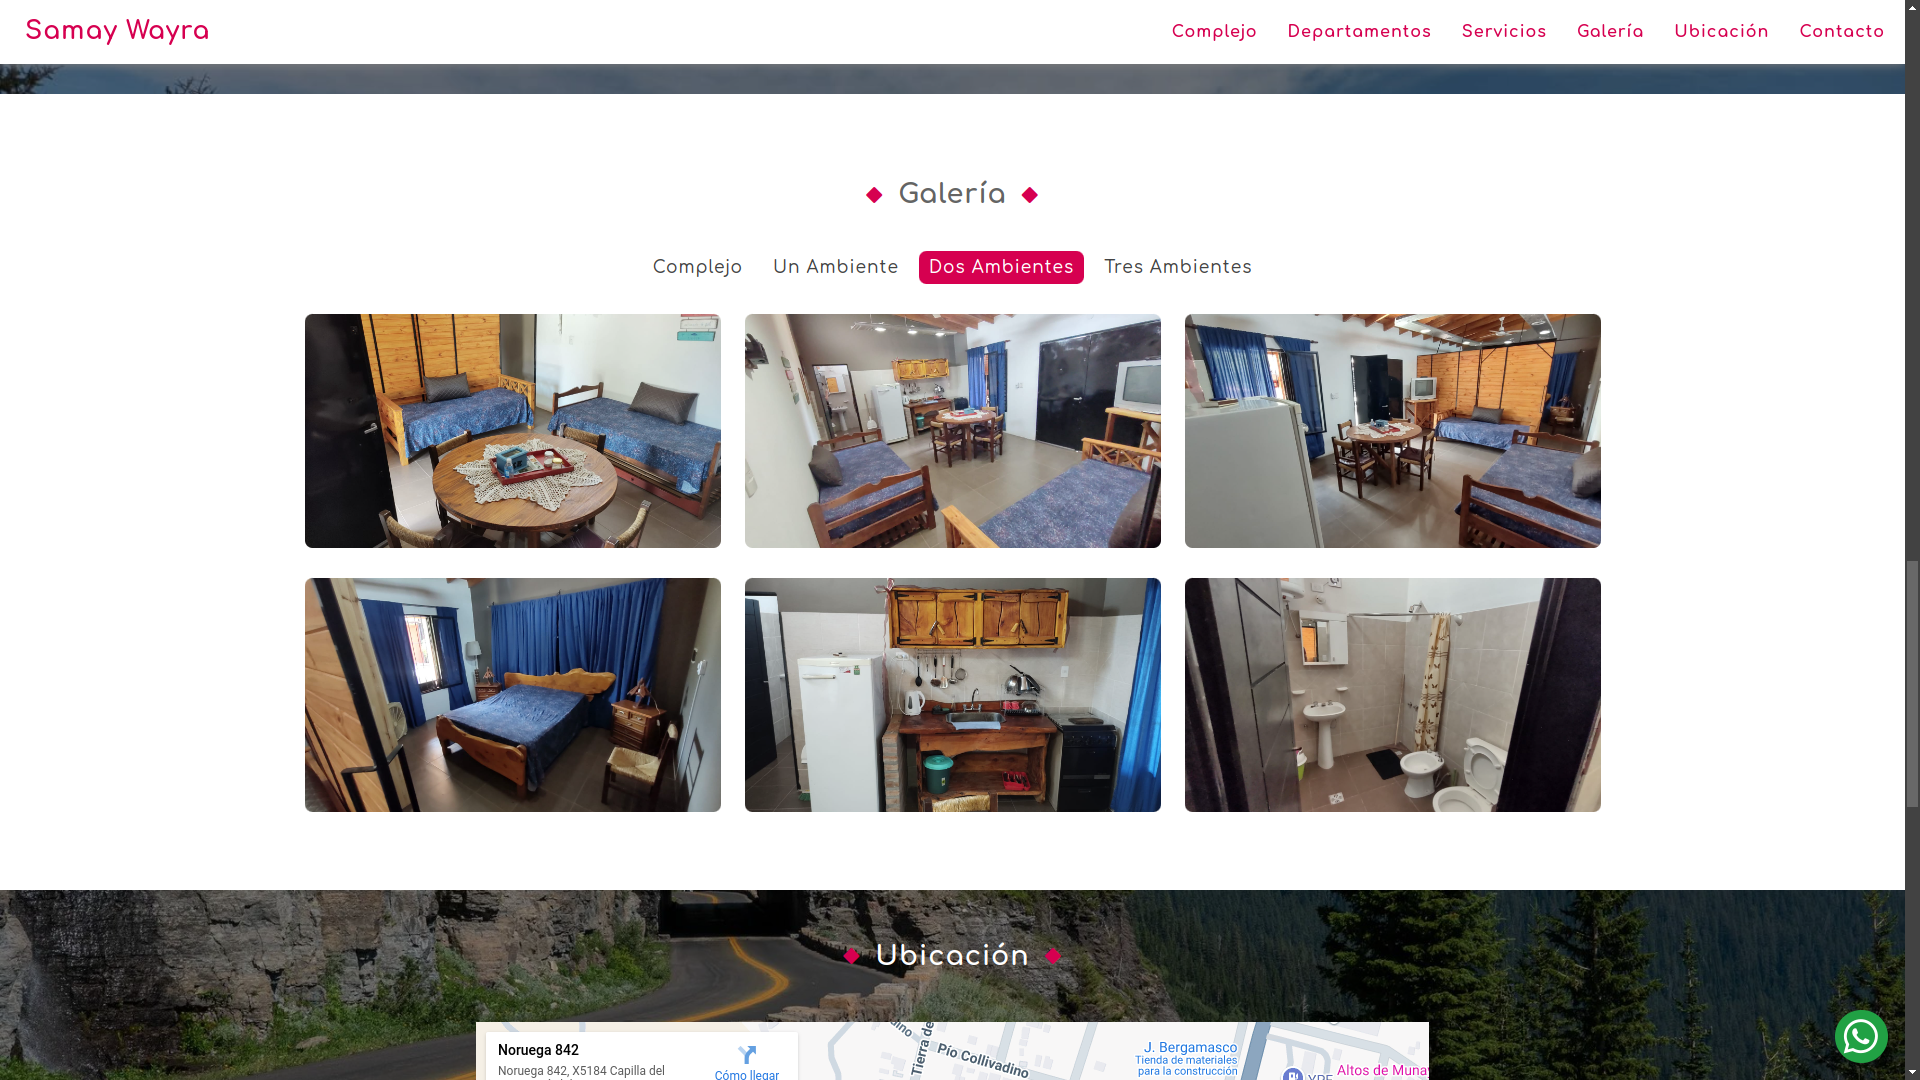 Samay Wayra
Complejo
Departamentos
Servicios
Galería
Ubicación
Contacto
Galería
Complejo
Un Ambiente
Dos Ambientes
Tres Ambientes
Ubicación
Noruega 842
Noruega 842, X5184 Capilla del
Cómo llegar
Tierra de
Pío Collivadino
J. Bergamasco
Tienda de materiales
para la construcción
YPF
Altos de Muna